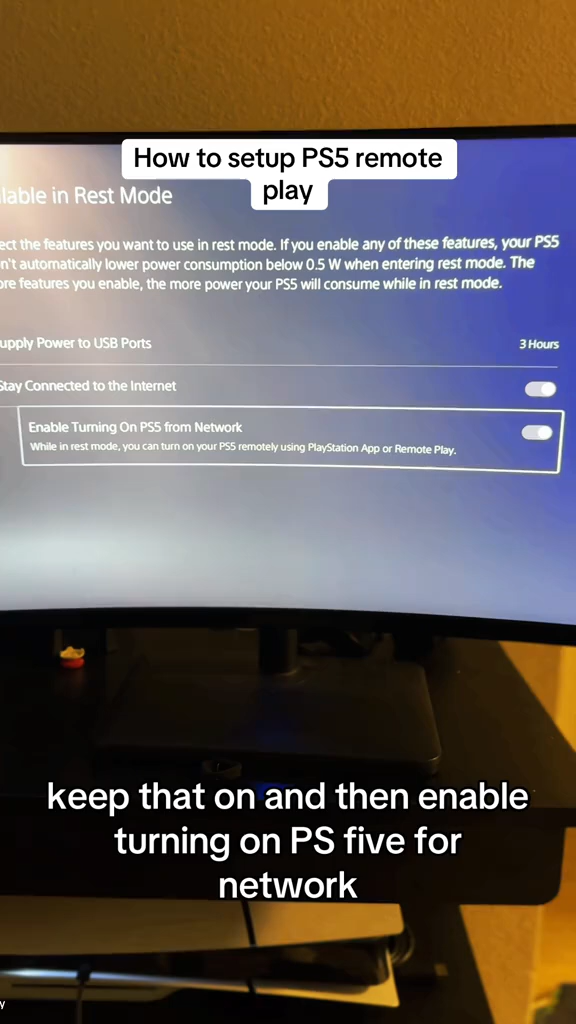 How to setup PS5 remote
play
lable in Rest Mode
ect the features you want to use in rest mode. If you enable any of these features, your PS5
n't automatically lower power consumption below 0.5 W when entering rest mode. The
ore features you enable, the more power your PS5 will consume while in rest mode.
upply Power to USB Ports 3 Hours
Stay Connected to the Internet
Enable Turning On PS5 from Network
While in rest mode, you can turn on your PS5 remotely using PlayStation App or Remote Play.
keep that on and then enable
turning on PS five for
network
y